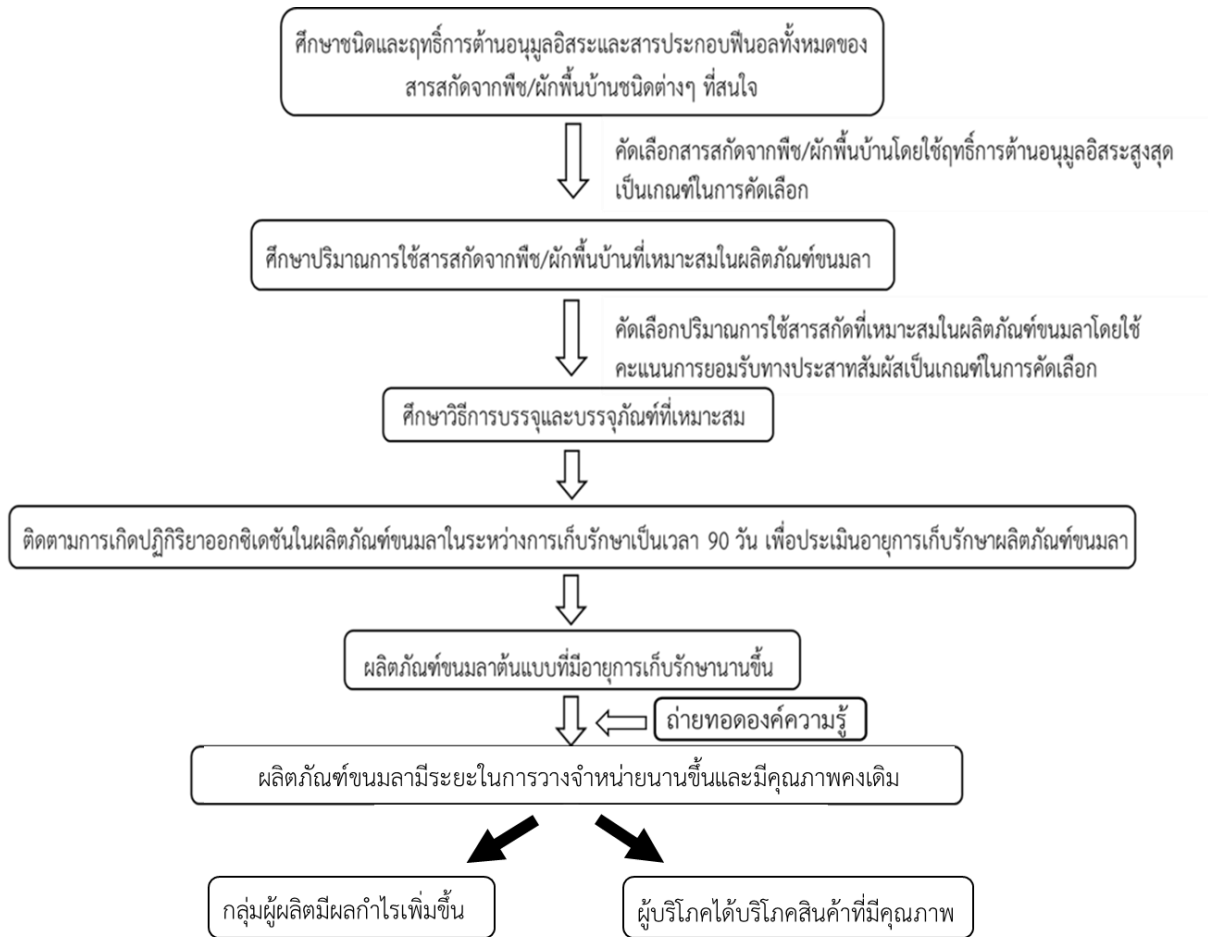 ศึกษาชนิดและฤทธิ์การต้านอนุมูลอิสระและสารประกอบฟีนอลทั้งหมดของ
สารสกัดจากพืช/ผักพื้นบ้านชนิดต่างๆ ที่สนใจ
คัดเลือกสารสกัดจากพืช/ผักพื้นบ้านโดยใช้ฤทธิ์การต้านอนุมูลอิสระสูงสุด
เป็นเกณฑ์ในการคัดเลือก
ศึกษาปริมาณการใช้สารสกัดจากพืช/ผักพื้นบ้านที่เหมาะสมในผลิตภัณฑ์ขนมลา
คัดเลือกปริมาณการใช้สารสกัดที่เหมาะสมในผลิตภัณฑ์ขนมลาโดยใช้
คะแนนการยอมรับทางประสาทสัมผัสเป็นเกณฑ์ในการคัดเลือก
ศึกษาวิธีการบรรจุและบรรจุภัณฑ์ที่เหมาะสม
ติดตามการเกิดปฏิกิริยาออกซิเดชันในผลิตภัณฑ์ขนมลาในระหว่างการเก็บรักษาเป็นเวลา 90 วัน เพื่อประเมินอายุการเก็บรักษาผลิตภัณฑ์ขนมลา
ผลิตภัณฑ์ขนมลาต้นแบบที่มีอายุการเก็บรักษานานขึ้น
ถ่ายทอดองค์ความรู้
ผลิตภัณฑ์ขนมลามีระยะในการวางจำหน่ายนานขึ้นและมีคุณภาพคงเดิม
กลุ่มผู้ผลิตมีผลกำไรเพิ่มขึ้น
ผู้บริโภคได้บริโภคสินค้าที่มีคุณภาพ